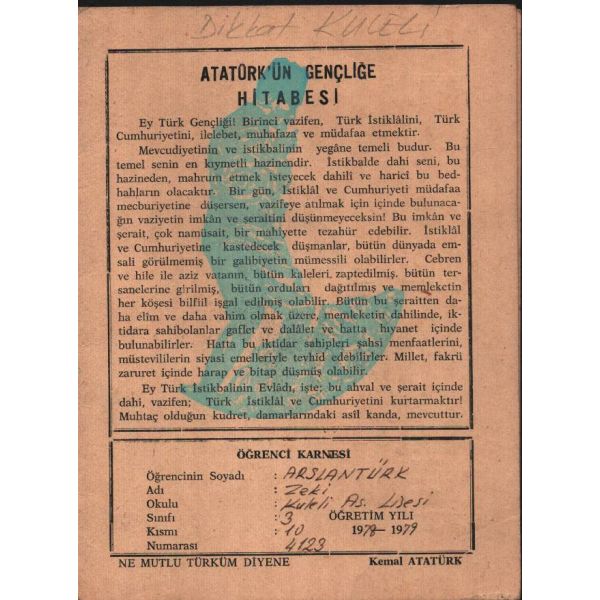 Dikkat KULELİ
ATATÜRK'ÜN GENÇLİĞE
HİTABESİ
Ey Türk Gençliği! Birinci vazifen, Türk İstiklâlini, Türk
Cumhuriyetini, ilelebet, muhafaza ve müdafaa etmektir.
Mevcudiyetinin ve istikbalinin yegâne temeli budur. Bu
temel senin en kıymetli hazinendir. İstikbalde dahi seni, bu
hazineden, mahrum etmek isteyecek dahilî ve haricî bu bed-
hahların olacaktır. Bir gün, İstiklâl ve Cumhuriyeti müdafaa
mecburiyetine düşersen, vazifeye atılmak için içinde bulunaca-
ğın vaziyetin imkân ve şeraitini düşünmeyeceksin! Bu imkân ve
şerait, çok namüsait, bir mahiyette tezahür edebilir. İstiklâl
ve Cumhuriyetine kastedecek düşmanlar, bütün dünyada em-
sali görülmemiş bir galibiyetin mümessili olabilirler. Cebren
ve hile ile aziz vatanın, bütün kaleleri, zaptedilmiş, bütün ter-
sanelerine girilmiş, bütün orduları dağıtılmış ve memleketin
her köşesi bilfiil işgal edilmiş olabilir. Bütün bu şeraitten da-
ha elîm ve daha vahim olmak üzere, memleketin dahilinde, ik-
tidara sahibolanlar gaflet ve dalâlet ve hatta hıyanet içinde
bulunabilirler. Hatta bu iktidar sahipleri şahsi menfaatlerini,
müstevlilerin siyasi emelleriyle tevhid edebilirler. Millet, fakrü
zaruret içinde harap ve bitap düşmüş olabilir.
Ey Türk İstikbalinin Evlâdı, işte; bu ahval ve şerait içinde
dahi, vazifen; Türk İstiklâl ve Cumhuriyetini kurtarmaktır!
Muhtaç olduğun kudret, damarlarındaki asîl kanda, mevcuttur.
ÖĞRENCİ KARNESİ
Öğrencinin Soyadı : ARSLANTÜRK
Adı : Zeki
Okulu : Kuleli As. Lisesi
Sınıfı : 3 ÖĞRETİM YILI
Kısmı : 10 1978-1979
Numarası 4123
NE MUTLU TÜRKÜM DİYENE Kemal ATATÜRK